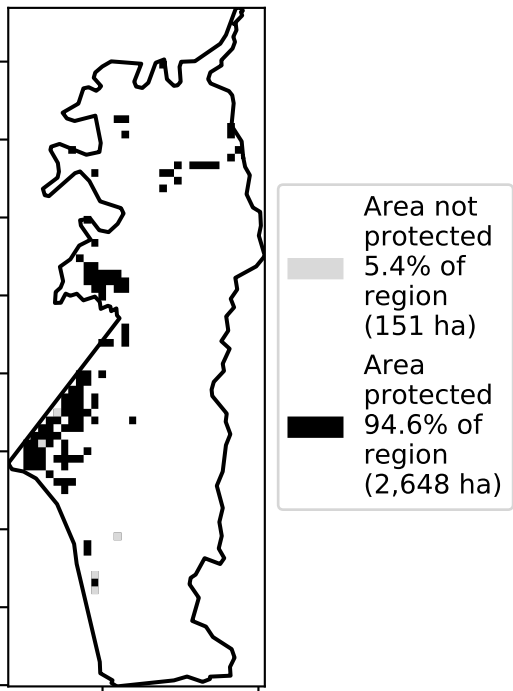 Area not
protected
5.4% of
region
(151 ha)
Area
protected
94.6% of
region
(2,648 ha)